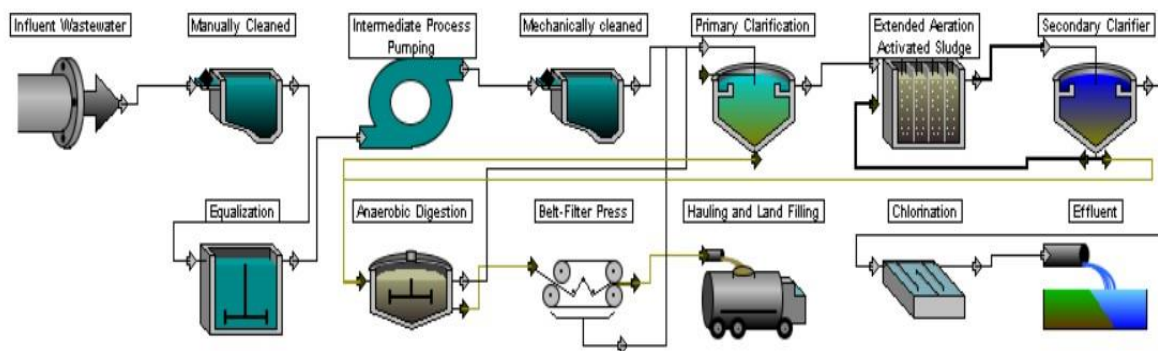 Influent Wastewater
Manually Cleaned
Intermediate Process
Pumping
Mechanically cleaned
Primary Clarification
Extended Aeration
Activated Sludge
Secondary Clarifier
Equalization
Anaerobic Digestion
Belt-Filter Press
Hauling and Land Filling
Chlorination
Effluent